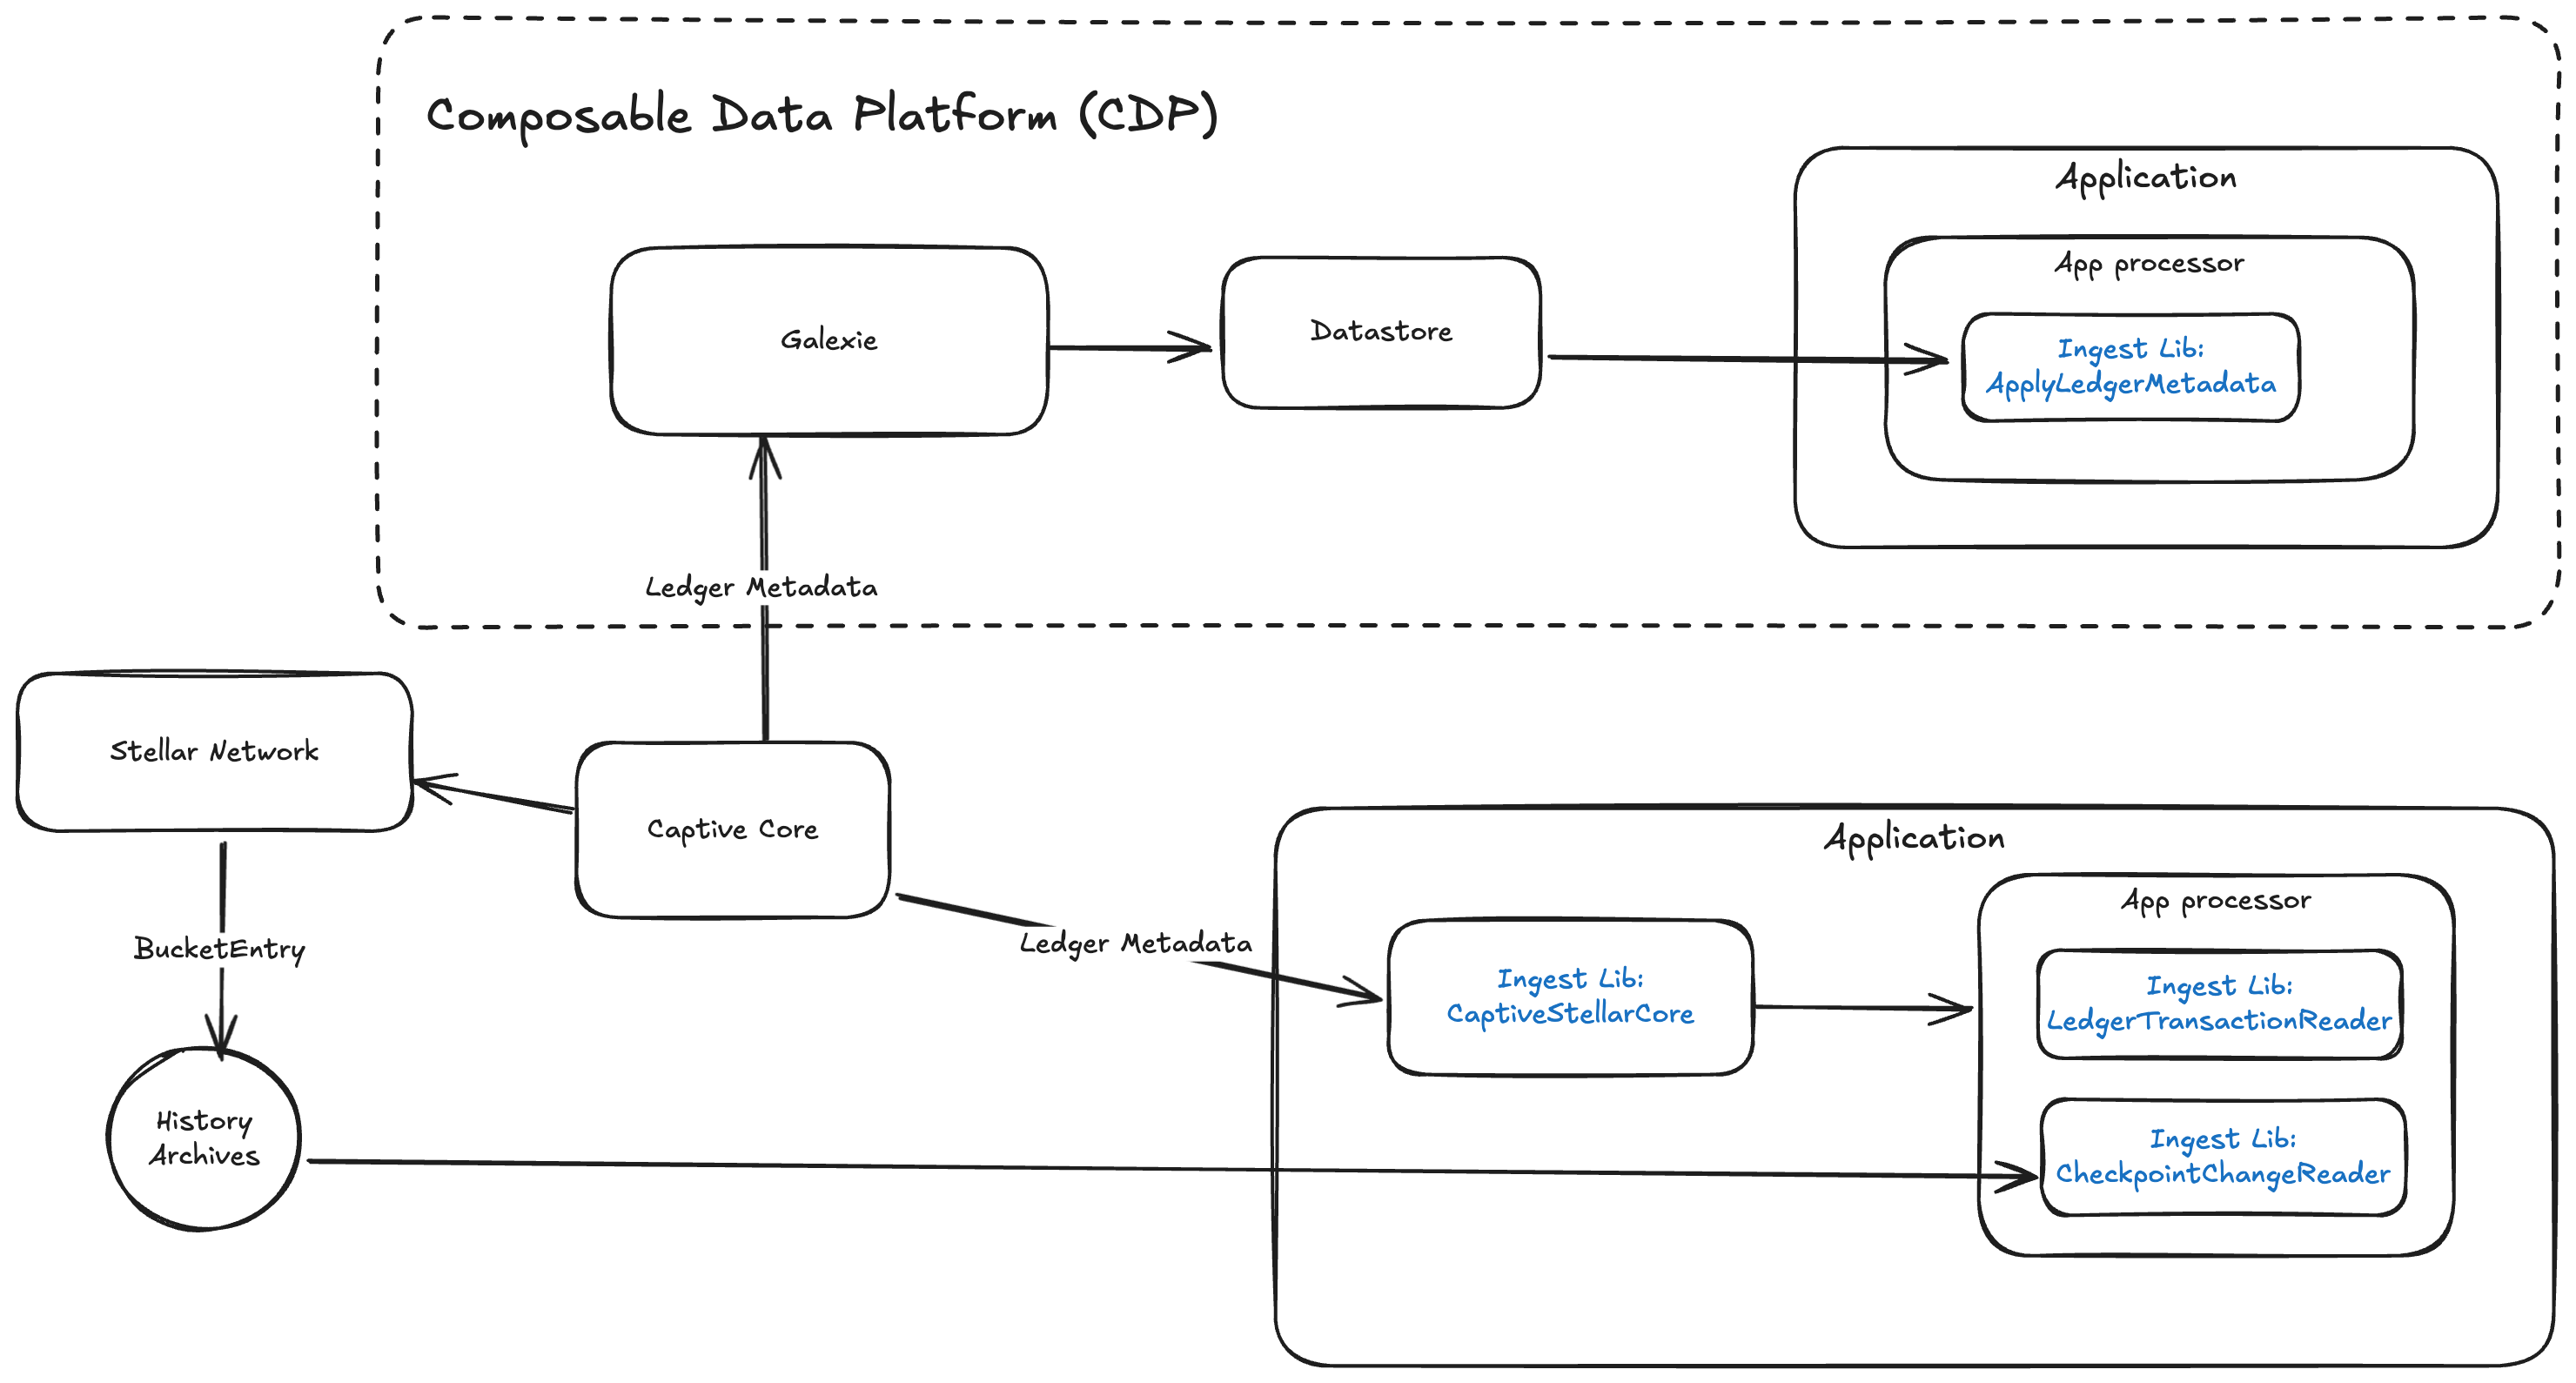 Composable Data Platform (CDP)
Application
App processor
Galexie
Datastore
Ingest Lib:
ApplyLedgerMetadata
Ledger Metadata
Stellar Network
Captive Core
Application
App processor
BucketEntry
Ledger Metadata
Ingest Lib:
CaptiveStellarCore
Ingest Lib:
LedgerTransactionReader
History
Archives
Ingest Lib:
CheckpointChangeReader